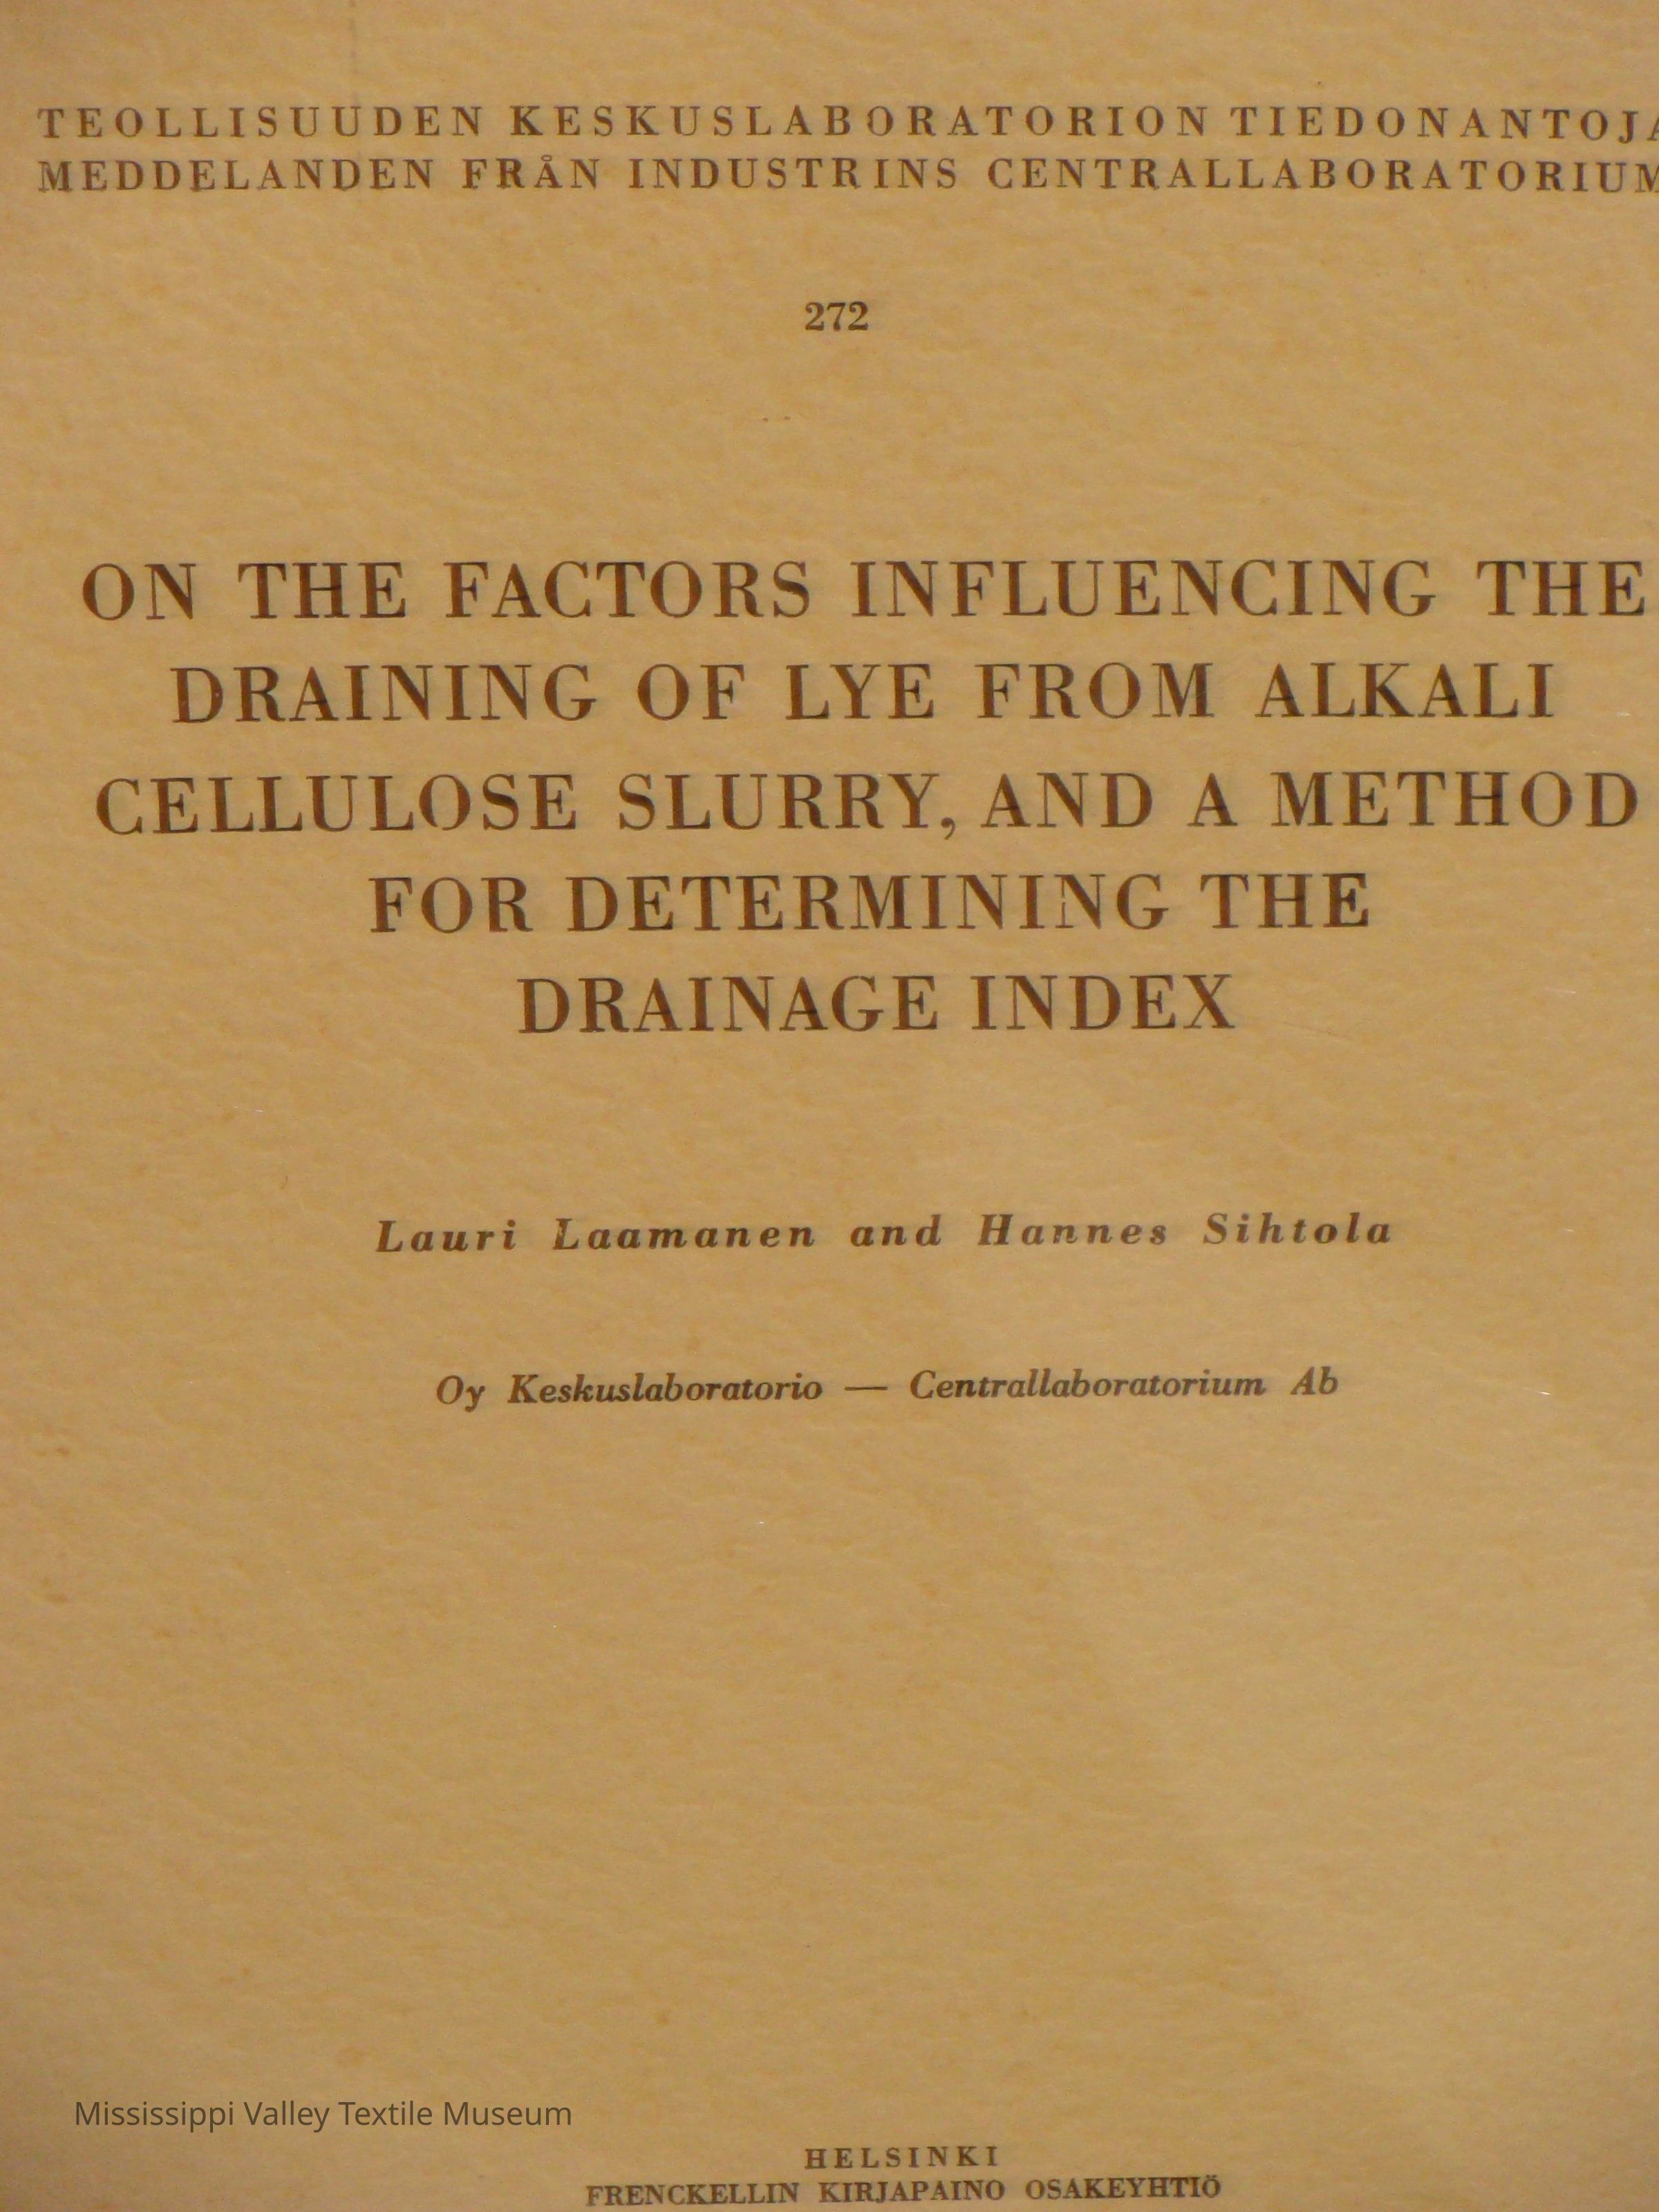 TEOLLISUUDEN KESKUSLABORATORION TIEDONANTOJA
MEDDELANDEN FRÅN INDUSTRINS CENTRALLABORATORIUM
272
ON THE FACTORS INFLUENCING THE
DRAINING OF LYE FROM ALKALI
CELLULOSE SLURRY, AND A METHOD
FOR DETERMINING THE
DRAINAGE INDEX
Lauri Laamanen and Hannes Sihtola
Oy Keskuslaboratorio — Centrallaboratorium Ab
Mississippi Valley Textile Museum
HELSINKI
FRENCKELLIN KIRJAPAINO OSAKEYHTIÖ